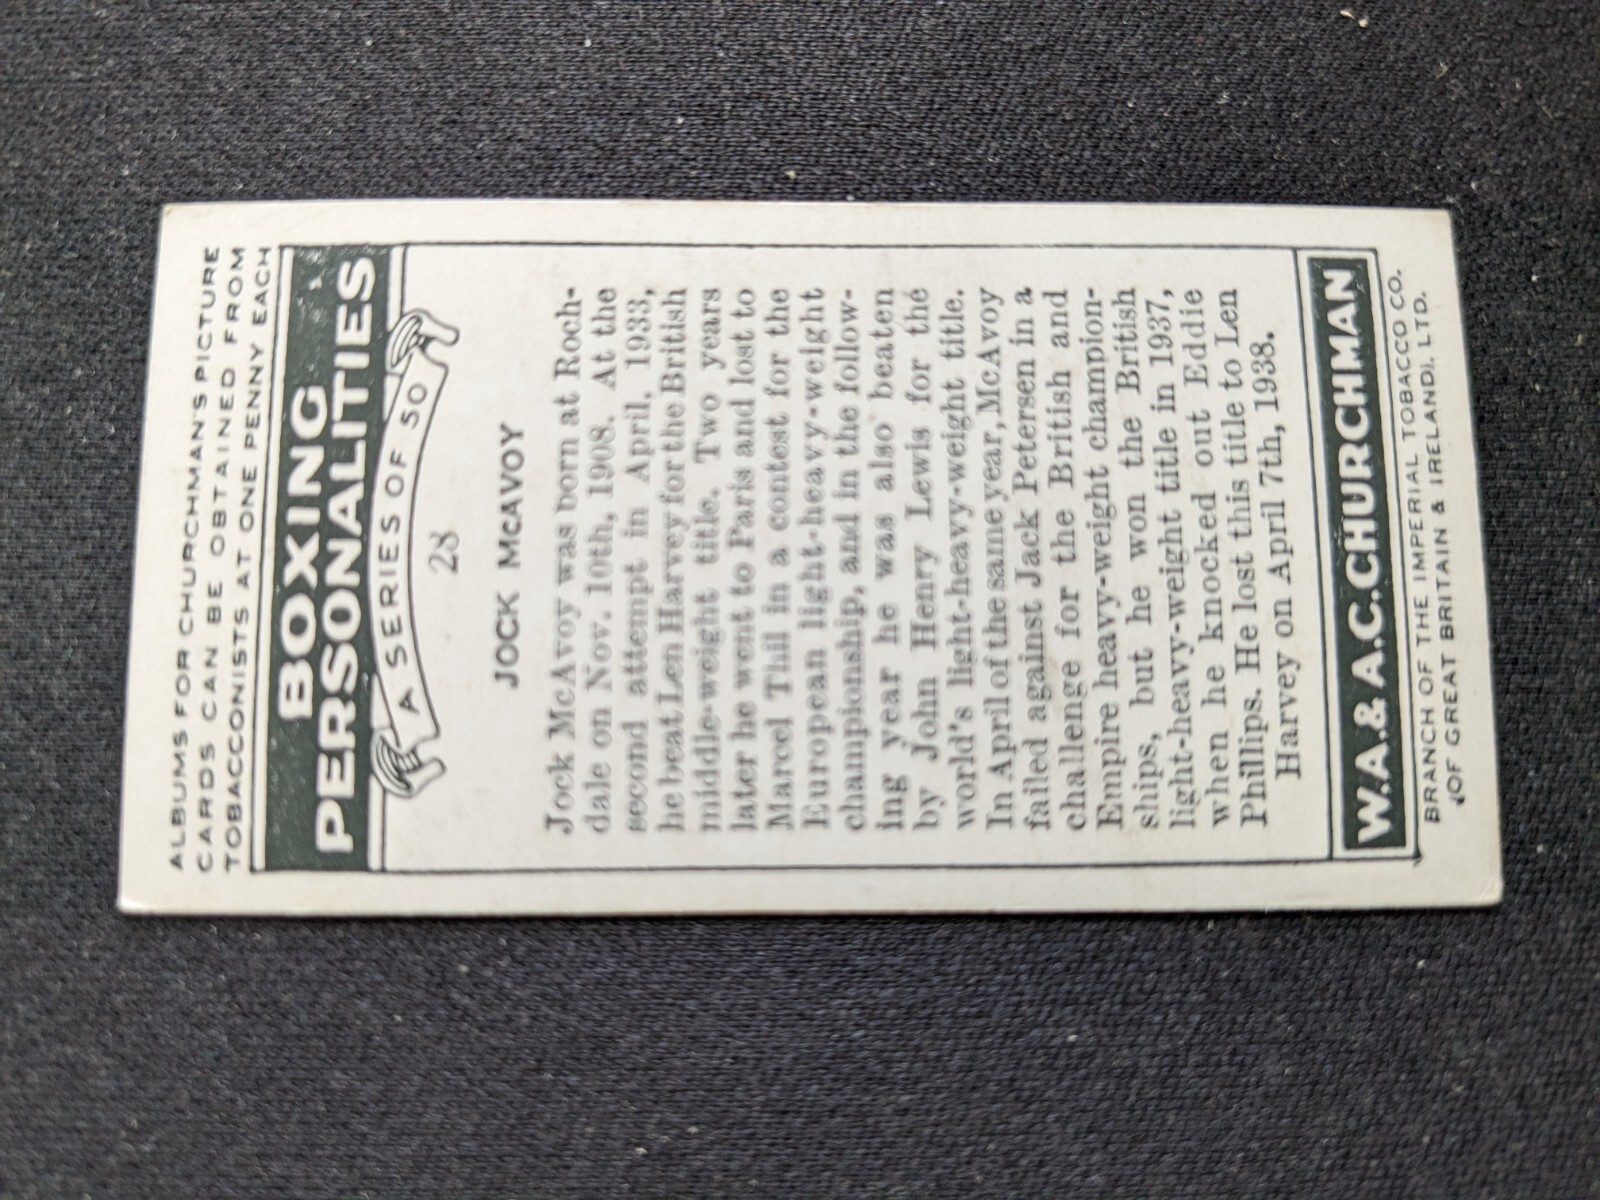 ALBUMS FOR CHURCHMAN'S PICTURE
CARDS CAN BE OBTAINED FROM
TOBACCONISTS AT ONE PENNY EACH
BOXING
PERSONALITIES
A SERIES OF 50
28
JOCK McAVOY
Jock McAvoy was born at Roch-
dale on Nov. 10th, 1908. At the
second attempt in April, 1933,
he beat Len Harvey for the British
middle-weight title. Two years
later he went to Paris and lost to
Marcel Thil in a contest for the
European light-heavy-weight
championship, and in the follow-
ing year he was also beaten
by John Henry Lewis for the
world's light-heavy-weight title.
In April of the same year, McAvoy
failed against Jack Petersen in a
challenge for the British and
Empire heavy-weight champion-
ships, but he won the British
light-heavy-weight title in 1937,
when he knocked out Eddie
Phillips. He lost this title to Len
Harvey on April 7th, 1938.
W.A. & A.C. CHURCHMAN
BRANCH OF THE IMPERIAL TOBACCO CO.
(OF GREAT BRITAIN & IRELAND), LTD.